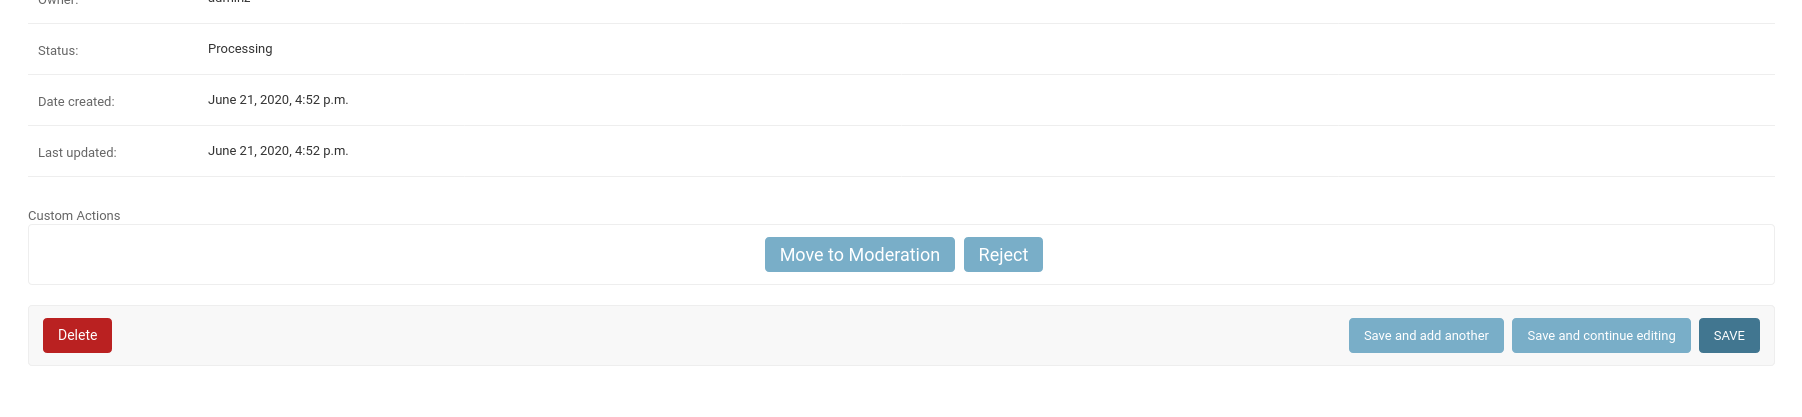 Owner:
Status: Processing
Date created: June 21, 2020, 4:52 p.m.
Last updated: June 21, 2020, 4:52 p.m.
Custom Actions
Move to Moderation Reject
Delete Save and add another Save and continue editing SAVE